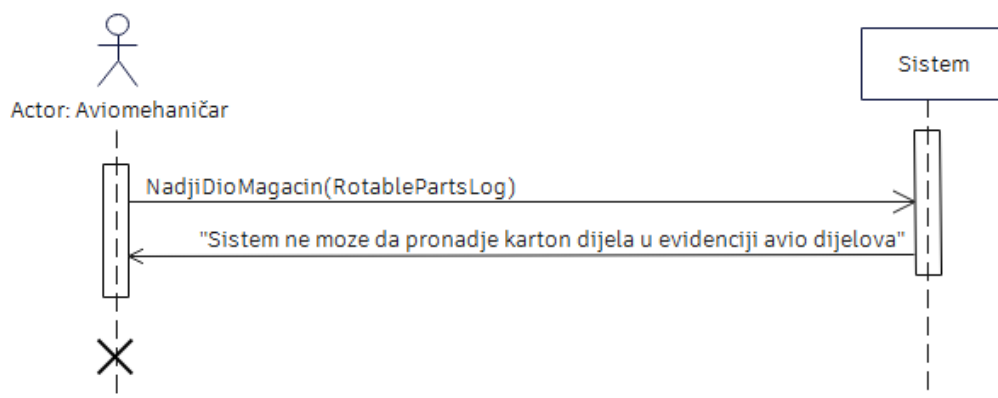 Sistem
Actor: Aviomehaničar
NadjiDioMagacin(RotablePartsLog)
"Sistem ne moze da pronadje karton dijela u evidenciji avio dijelova"